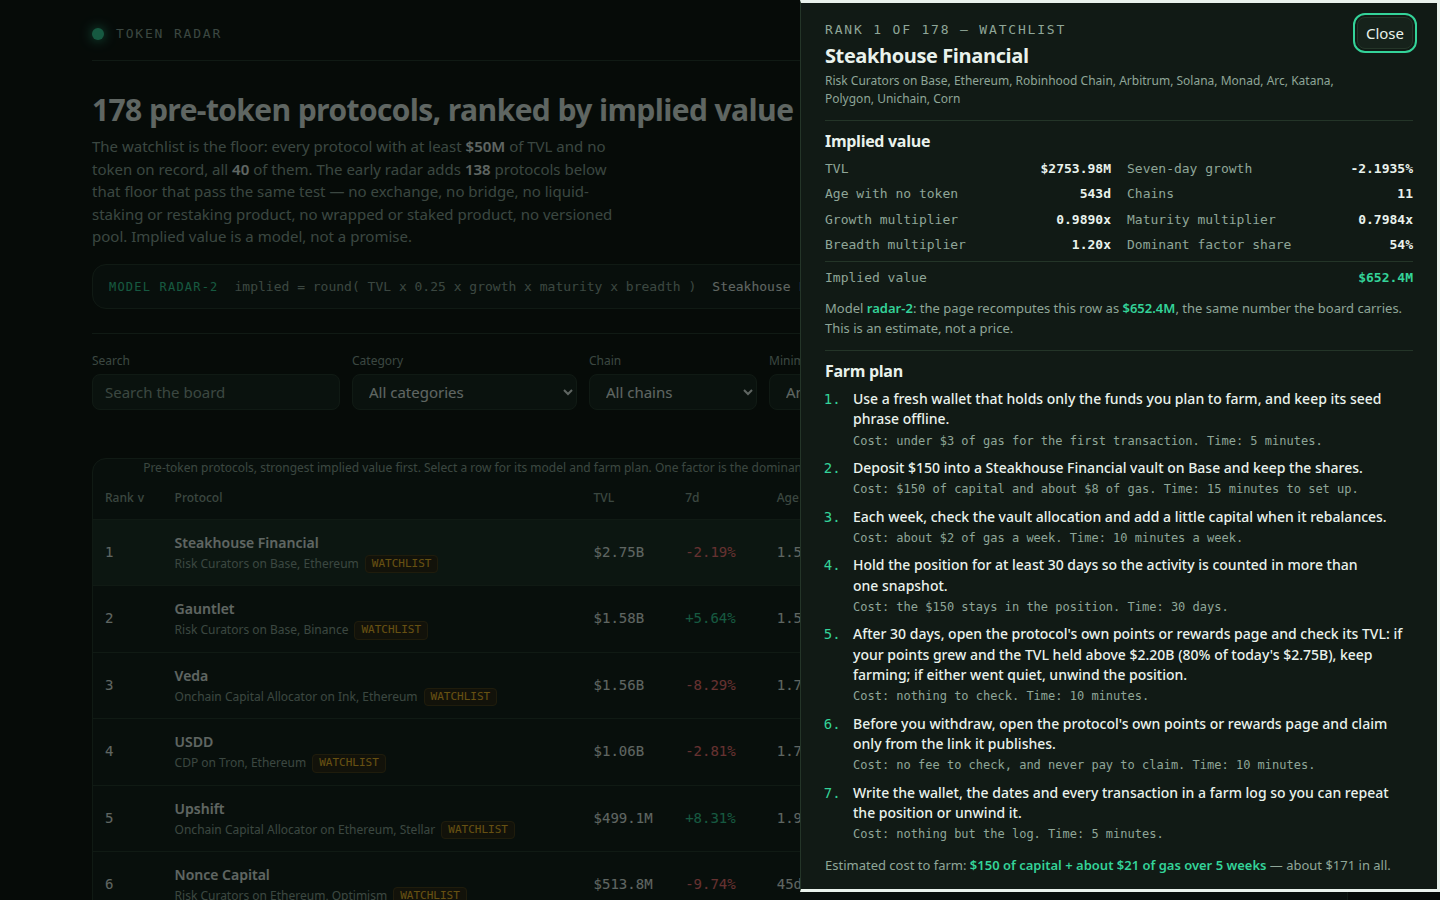 TOKEN RADAR
178 pre-token protocols, ranked by implied value
The watchlist is the floor: every protocol with at least $50M of TVL and no
token on record, all 40 of them. The early radar adds 138 protocols below
that floor that pass the same test — no exchange, no bridge, no liquid-
staking or restaking product, no wrapped or staked product, no versioned
pool. Implied value is a model, not a promise.
MODEL RADAR-2 implied = round( TVL x 0.25 x growth x maturity x breadth ) Steakhouse
Search
Category
Chain
Search the board
All categories
All chains
Pre-token protocols, strongest implied value first. Select a row for its model and farm plan. One factor is the dominan
Rank v Protocol TVL 7d Age
1 Steakhouse Financial $2.75B -2.19% 1.5
Risk Curators on Base, Ethereum WATCHLIST
2 Gauntlet $1.58B +5.64% 1.5
Risk Curators on Base, Binance WATCHLIST
3 Veda $1.56B -8.29% 1.7
Onchain Capital Allocator on Ink, Ethereum WATCHLIST
4 USDD $1.06B -2.81% 1.7
CDP on Tron, Ethereum WATCHLIST
5 Upshift $499.1M +8.31% 1.9
Onchain Capital Allocator on Ethereum, Stellar WATCHLIST
6 Nonce Capital $513.8M -9.74% 45d
Risk Curators on Ethereum, Optimism WATCHLIST
RANK 1 OF 178 — WATCHLIST
Close
Steakhouse Financial
Risk Curators on Base, Ethereum, Robinhood Chain, Arbitrum, Solana, Monad, Arc, Katana,
Polygon, Unichain, Corn
Implied value
TVL $2753.98M Seven-day growth -2.1935%
Age with no token 543d Chains 11
Growth multiplier 0.9890x Maturity multiplier 0.7984x
Breadth multiplier 1.20x Dominant factor share 54%
Implied value $652.4M
Model radar-2: the page recomputes this row as $652.4M, the same number the board carries.
This is an estimate, not a price.
Farm plan
1. Use a fresh wallet that holds only the funds you plan to farm, and keep its seed
phrase offline.
Cost: under $3 of gas for the first transaction. Time: 5 minutes.
2. Deposit $150 into a Steakhouse Financial vault on Base and keep the shares.
Cost: $150 of capital and about $8 of gas. Time: 15 minutes to set up.
3. Each week, check the vault allocation and add a little capital when it rebalances.
Cost: about $2 of gas a week. Time: 10 minutes a week.
4. Hold the position for at least 30 days so the activity is counted in more than
one snapshot.
Cost: the $150 stays in the position. Time: 30 days.
5. After 30 days, open the protocol's own points or rewards page and check its TVL: if
your points grew and the TVL held above $2.20B (80% of today's $2.75B), keep
farming; if either went quiet, unwind the position.
Cost: nothing to check. Time: 10 minutes.
6. Before you withdraw, open the protocol's own points or rewards page and claim
only from the link it publishes.
Cost: no fee to check, and never pay to claim. Time: 10 minutes.
7. Write the wallet, the dates and every transaction in a farm log so you can repeat
the position or unwind it.
Cost: nothing but the log. Time: 5 minutes.
Estimated cost to farm: $150 of capital + about $21 of gas over 5 weeks — about $171 in all.